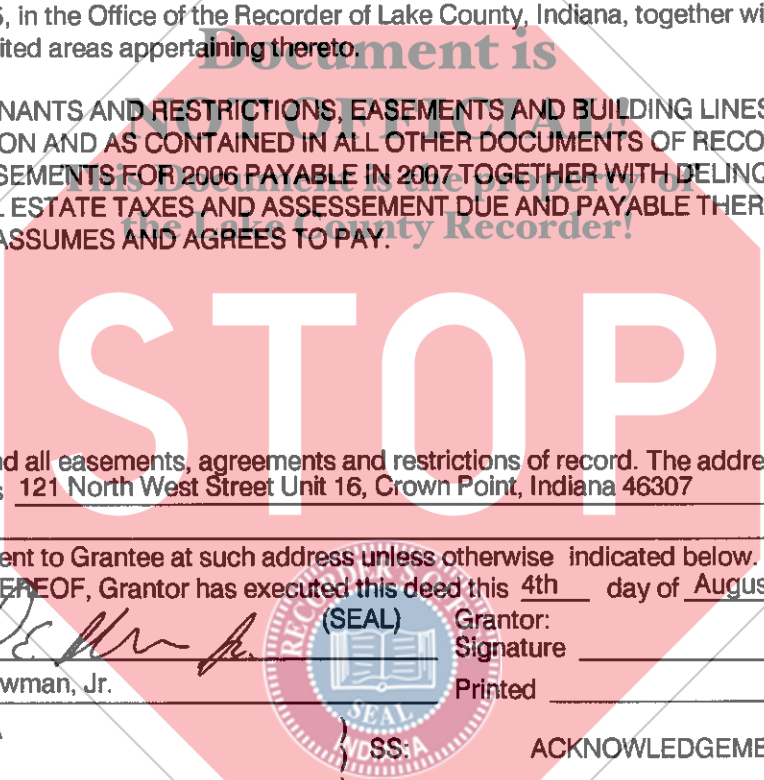 , in the Office of the Recorder of Lake County, Indiana, together
ited areas appertaining thereto.
Document is
NANTS AND RESTRICTIONS, EASEMENTS AND BUILDING LINES
NOT OFFICIAL!
ON AND AS CONTAINED IN ALL OTHER DOCUMENTS OF RECO
SEMENTS FOR 2006 PAYABLE IN 2007 TOGETHER WITH DELINQ
This Document is the property of
L ESTATE TAXES AND ASSESSEMENT DUE AND PAYABLE THER
the Lake County Recorder!
ASSUMES AND AGREES TO PAY.
STOP
nd all easements, agreements and restrictions of record. The addre
s 121 North West Street Unit 16, Crown Point, Indiana 46307
ent to Grantee at such address unless otherwise indicated below.
EREOF, Grantor has executed this deed this 4th day of Augus
(SEAL) Grantor:
Signature
wman, Jr. Printed
SEAL
INDIANA
SS: ACKNOWLEDGEME